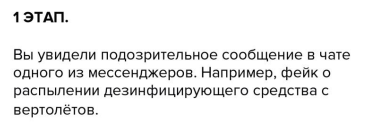 1 ЭТАП.
Вы увидели подозрительное сообщение в чате
одного из мессенджеров. Например, фейк о
распылении дезинфицирующего средства с
вертолётов.